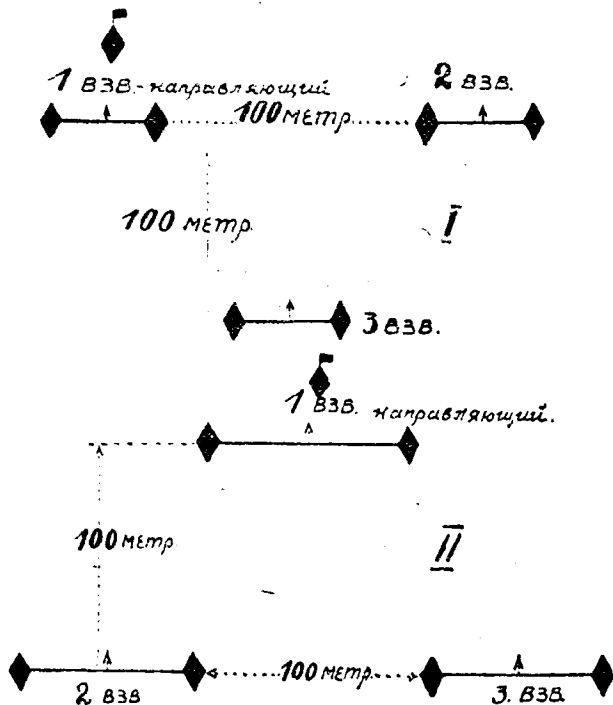 1 взв.-направляющий
2 взв.
100 метр.
100 метр.
I
3 взв.
1 взв. направляющий.
100 метр.
II
100 метр.
2 взв
3. взв.